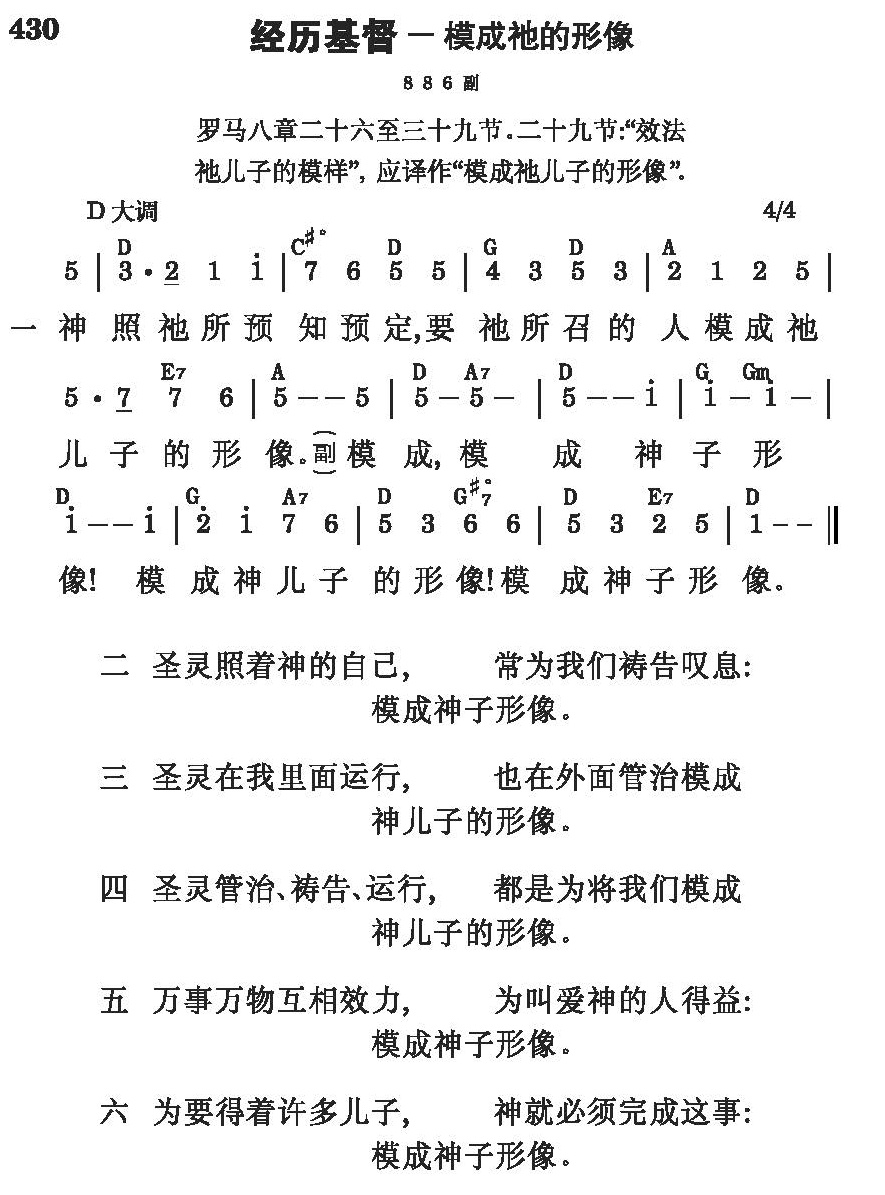 430
经历基督－模成祂的形像
8 8 6 副
罗马八章二十六至三十九节。二十九节:“效法
祂儿子的模样”, 应译作“模成祂儿子的形像”.
D 大调 4/4
D C♯° D G D A
5 | 3 · 2 1 i | 7 6 5 5 | 4 3 5 3 | 2 1 2 5 |
一 神 照 祂 所 预 知 预 定,要 祂 所 召 的 人 模 成 祂
E7 A D A7 D G Gm
5 · 7 7 6 | 5 – – 5 | 5 – 5 – | 5 – – i | i – i – |
儿 子 的 形 像。(副) 模 成, 模 成 神 子 形
D G A7 D G♯°7 D E7 D
i – – i | 2̇ i 7 6 | 5 3 6 6 | 5 3 2 5 | 1 – – ‖
像! 模 成 神 儿 子 的 形 像!模 成 神 子 形 像。
二 圣灵照着神的自己, 常为我们祷告叹息:
模成神子形像。
三 圣灵在我里面运行, 也在外面管治模成
神儿子的形像。
四 圣灵管治、祷告、运行, 都是为将我们模成
神儿子的形像。
五 万事万物互相效力, 为叫爱神的人得益:
模成神子形像。
六 为要得着许多儿子, 神就必须完成这事:
模成神子形像。